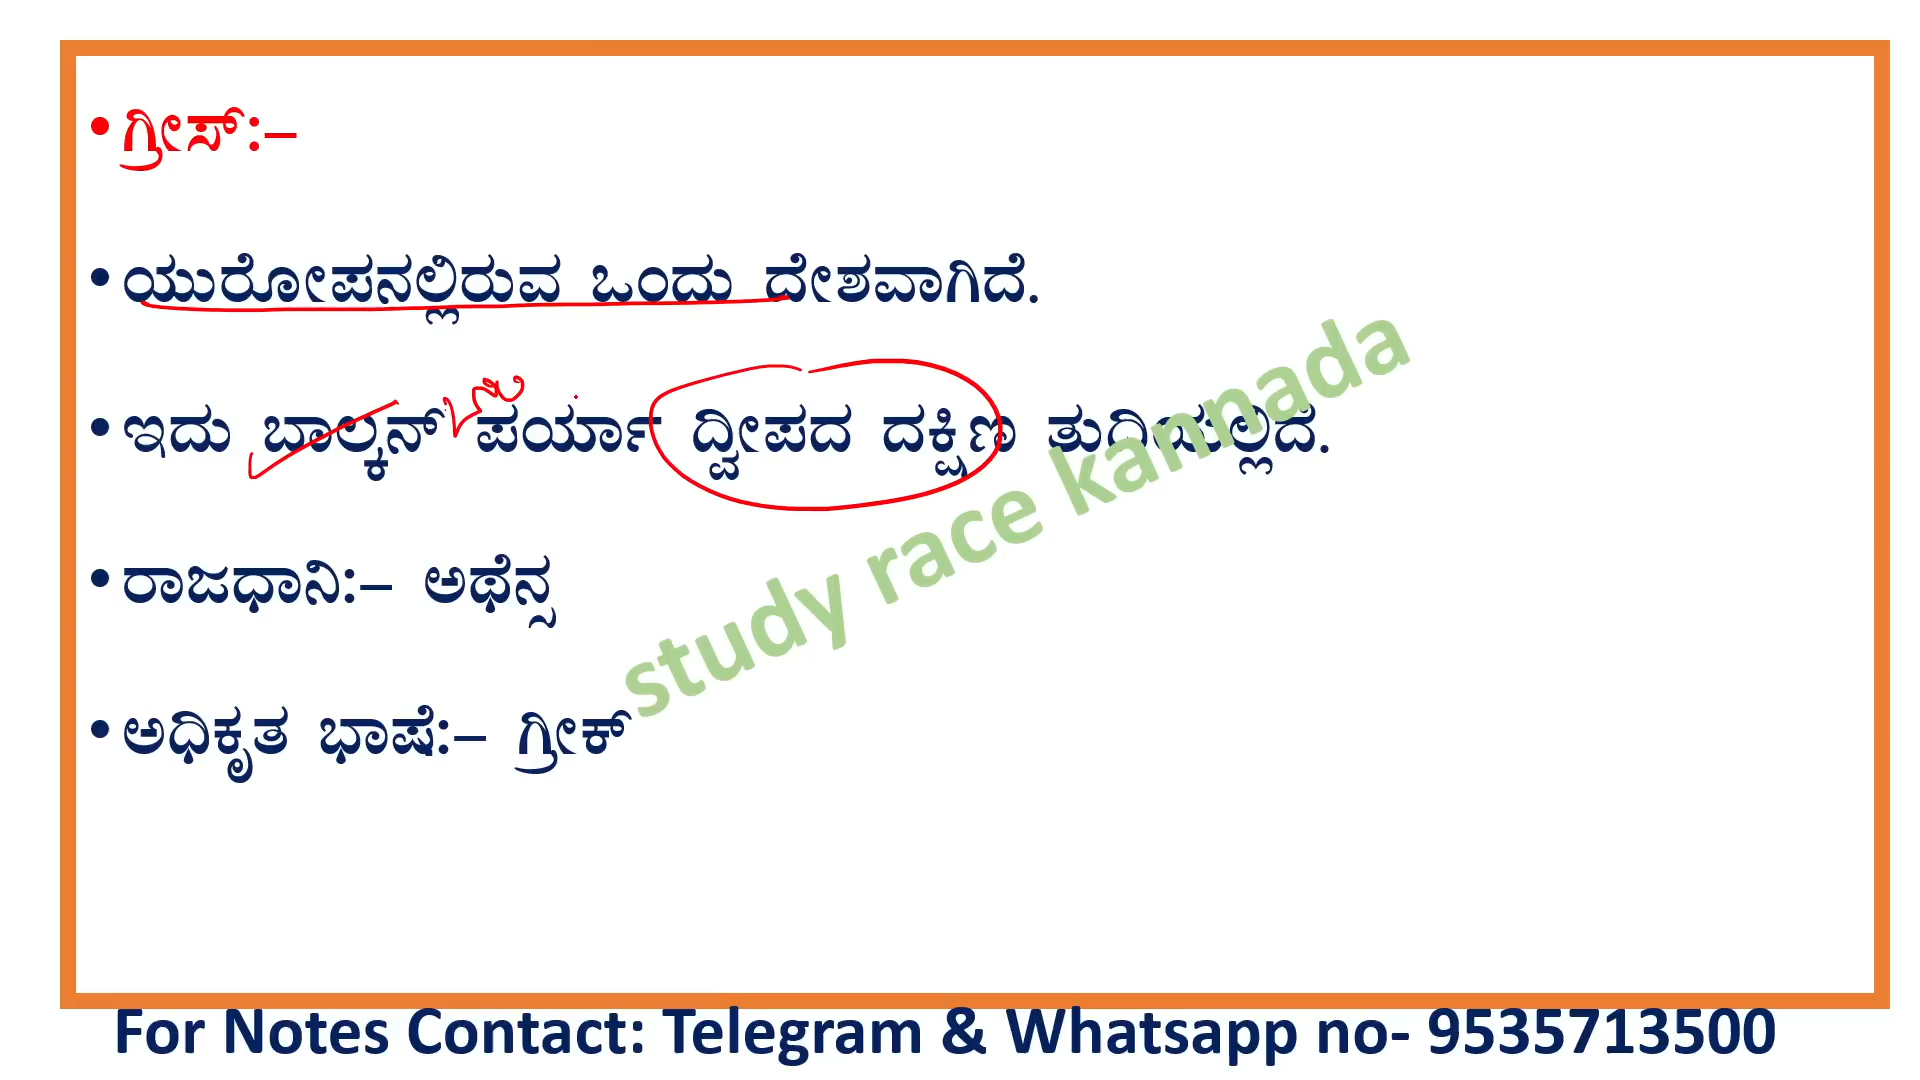 • ಗ್ರೀಸ್:–
• ಯುರೋಪನಲ್ಲಿರುವ ಒಂದು ದೇಶವಾಗಿದೆ.
• ಇದು ಬಾಲ್ಕನ್ ಪರ್ಯಾ ದ್ವೀಪದ ದಕ್ಷಿಣ ತುದಿಯಲ್ಲಿದೆ.
• ರಾಜಧಾನಿ:– ಅಥೆನ್ಸ
• ಅಧಿಕೃತ ಭಾಷೆ:– ಗ್ರೀಕ್
study race kannada
For Notes Contact: Telegram & Whatsapp no- 9535713500